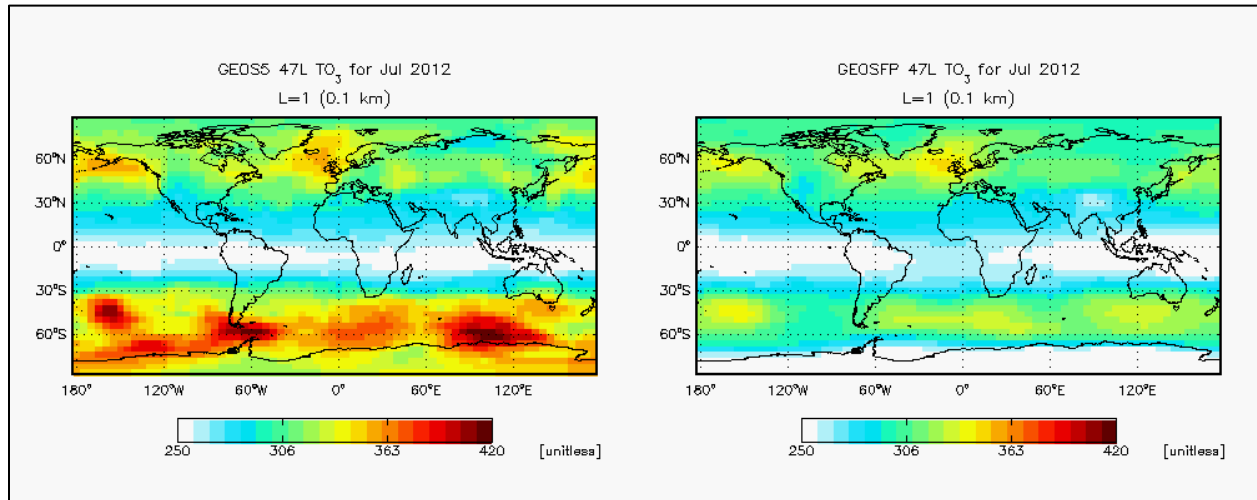 GEOS5 47L TO3 for Jul 2012
L=1 (0.1 km)
60°N
30°N
0°
30°S
60°S
180° 120°W 60°W 0° 60°E 120°E
250 306 363 420 [unitless]
GEOSFP 47L TO3 for Jul 2012
L=1 (0.1 km)
60°N
30°N
0°
30°S
60°S
180° 120°W 60°W 0° 60°E 120°E
250 306 363 420 [unitless]